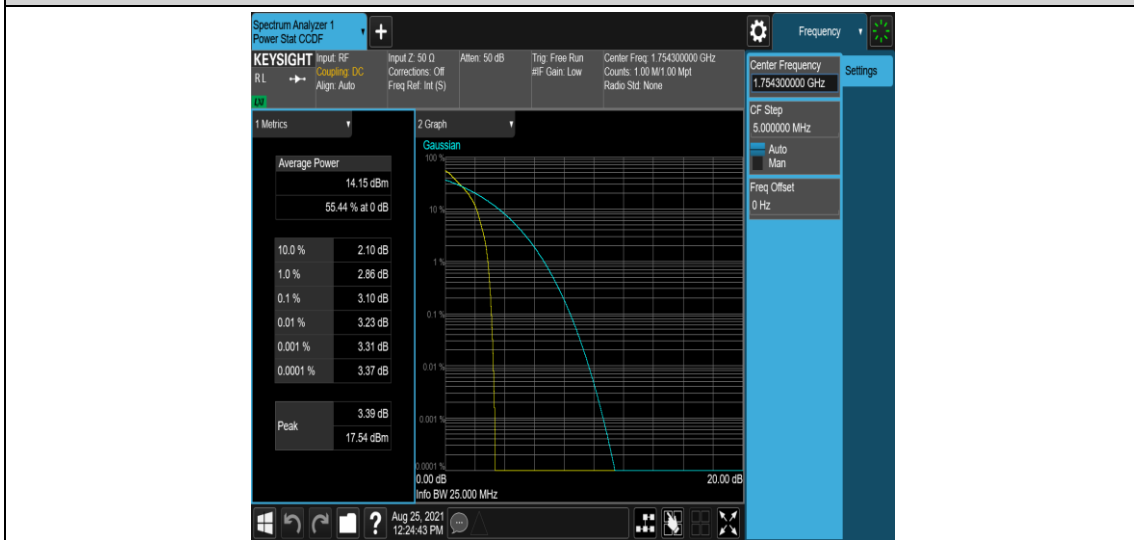 Spectrum Analyzer 1
Power Stat CCDF
Frequency
KEYSIGHT
RL
Input: RF
Coupling: DC
Align: Auto
Input Z: 50 Ω
Corrections: Off
Freq Ref: Int (S)
Atten: 50 dB
Trig: Free Run
#IF Gain: Low
Center Freq: 1.754300000 GHz
Counts: 1.00 M/1.00 Mpt
Radio Std: None
Center Frequency
1.754300000 GHz
Settings
CF Step
5.000000 MHz
Auto
Man
Freq Offset
0 Hz
1 Metrics
Average Power
14.15 dBm
55.44 % at 0 dB
10.0 % 2.10 dB
1.0 % 2.86 dB
0.1 % 3.10 dB
0.01 % 3.23 dB
0.001 % 3.31 dB
0.0001 % 3.37 dB
Peak
3.39 dB
17.54 dBm
2 Graph
Gaussian
100 %
10 %
1 %
0.1 %
0.01 %
0.001 %
0.0001 %
0.00 dB 20.00 dB
Info BW 25.000 MHz
Aug 25, 2021
12:24:43 PM